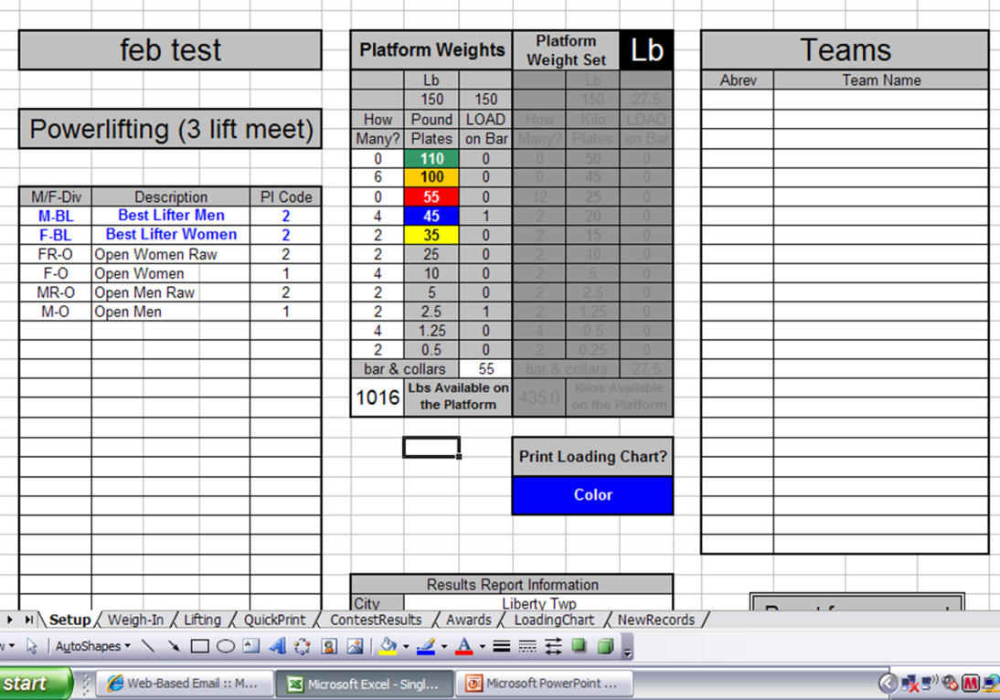 feb test
Powerlifting (3 lift meet)
M/F-Div Description PI Code
M-BL Best Lifter Men 2
F-BL Best Lifter Women 2
FR-O Open Women Raw 2
F-O Open Women 1
MR-O Open Men Raw 2
M-O Open Men 1
Platform Weights
Platform Weight Set
Lb
Lb Lb
150 150 150 27.5
How Pound LOAD How Kilo LOAD
Many? Plates on Bar Many? Plates on Bar
0 110 0 0 50 0
6 100 0 0 45 0
0 55 0 12 25 0
4 45 1 2 20 0
2 35 0 2 15 0
2 25 0 2 10 0
4 10 0 2 5 0
2 5 0 2 2.5 0
2 2.5 1 2 1.25 0
4 1.25 0 4 0.5 0
2 0.5 0 2 0.25 0
bar & collars 55 bar & collars 27.5
1016 Lbs Available on the Platform 435.0 Kilos Available on the Platform
Print Loading Chart?
Color
Results Report Information
City Liberty Twp
Teams
Abrev Team Name
Setup Weigh-In Lifting QuickPrint ContestResults Awards LoadingChart NewRecords
AutoShapes
start Web-Based Email :: M... Microsoft Excel - Singl... Microsoft PowerPoint ...